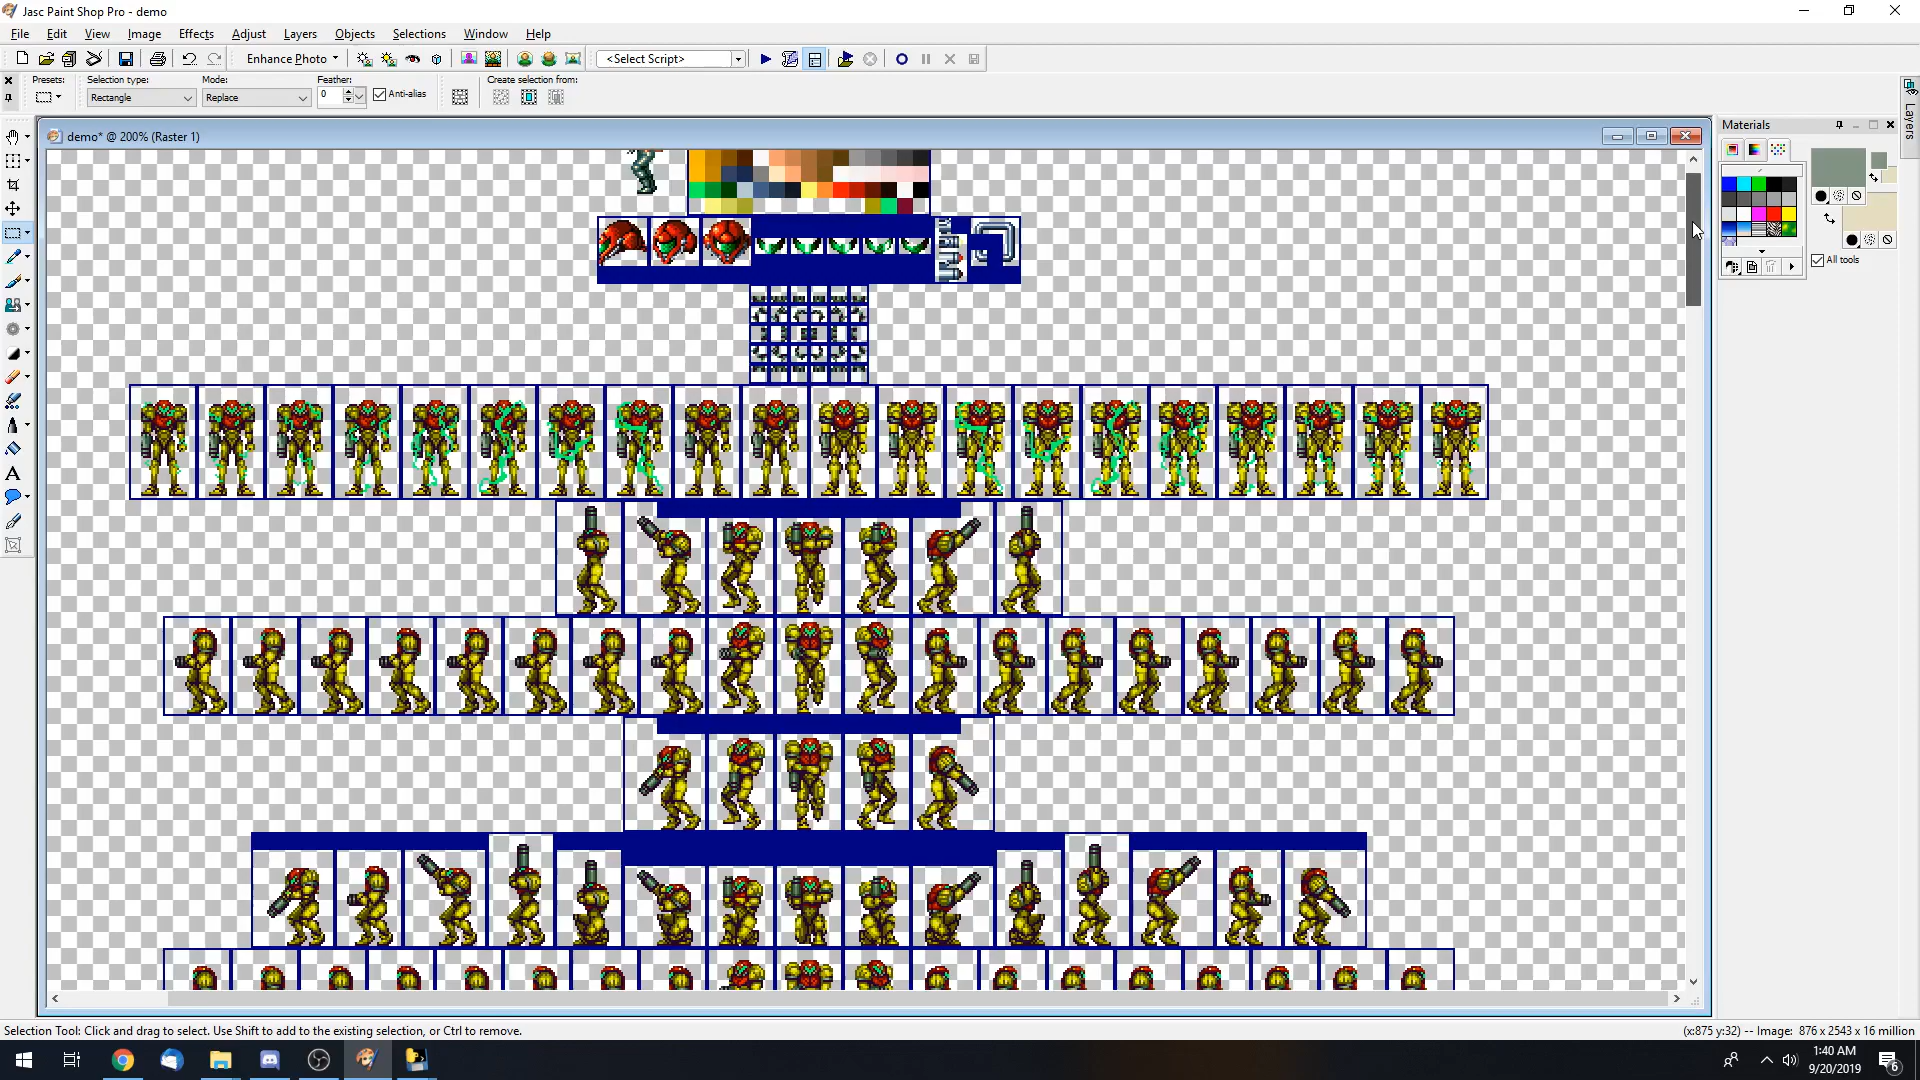 Jasc Paint Shop Pro - demo
File Edit View Image Effects Adjust Layers Objects Selections Window Help
Enhance Photo <Select Script>
Presets: Selection type: Mode: Feather: Create selection from:
Rectangle Replace 0 Anti-alias
demo* @ 200% (Raster 1)
Materials
Layers
All tools
A
Selection Tool: Click and drag to select. Use Shift to add to the existing selection, or Ctrl to remove.
(x:875 y:32) -- Image: 876 x 2543 x 16 million
1:40 AM
9/20/2019
6